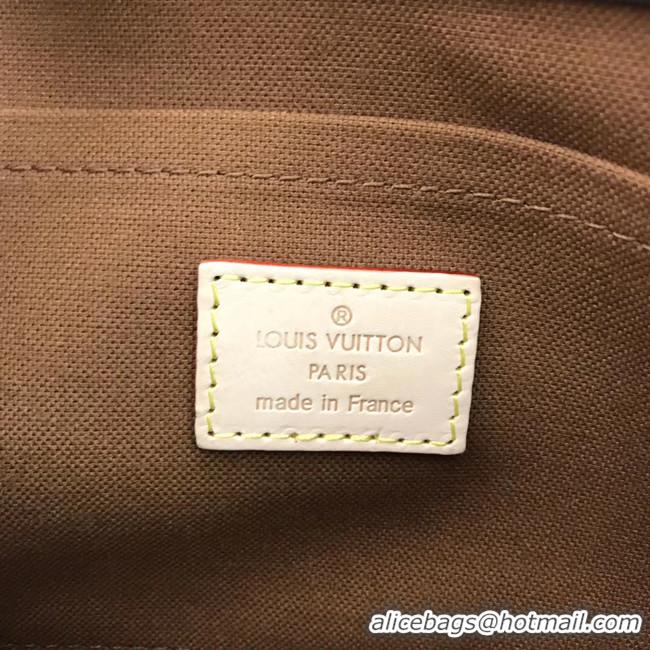 ®
LOUIS VUITTON
PARIS
made in France
alicebags@hotmail.com